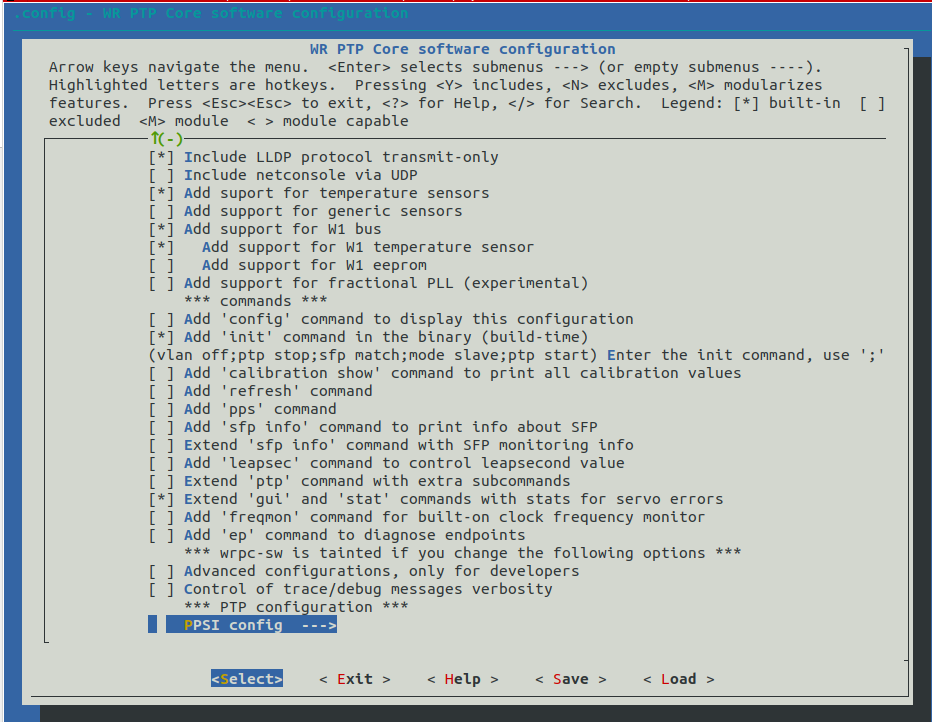 .config - WR PTP Core software configuration
WR PTP Core software configuration
Arrow keys navigate the menu.  <Enter> selects submenus ---> (or empty submenus ----).
Highlighted letters are hotkeys.  Pressing <Y> includes, <N> excludes, <M> modularizes
features.  Press <Esc><Esc> to exit, <?> for Help, </> for Search.  Legend: [*] built-in  [ ]
excluded  <M> module  < > module capable
↑(-)
[*] Include LLDP protocol transmit-only
[ ] Include netconsole via UDP
[*] Add suport for temperature sensors
[ ] Add support for generic sensors
[*] Add support for W1 bus
[*]   Add support for W1 temperature sensor
[ ]   Add support for W1 eeprom
[ ] Add support for fractional PLL (experimental)
*** commands ***
[ ] Add 'config' command to display this configuration
[*] Add 'init' command in the binary (build-time)
(vlan off;ptp stop;sfp match;mode slave;ptp start) Enter the init command, use ';'
[ ] Add 'calibration show' command to print all calibration values
[ ] Add 'refresh' command
[ ] Add 'pps' command
[ ] Add 'sfp info' command to print info about SFP
[ ] Extend 'sfp info' command with SFP monitoring info
[ ] Add 'leapsec' command to control leapsecond value
[ ] Extend 'ptp' command with extra subcommands
[*] Extend 'gui' and 'stat' commands with stats for servo errors
[ ] Add 'freqmon' command for built-on clock frequency monitor
[ ] Add 'ep' command to diagnose endpoints
*** wrpc-sw is tainted if you change the following options ***
[ ] Advanced configurations, only for developers
[ ] Control of trace/debug messages verbosity
*** PTP configuration ***
PPSI config  --->
<Select>    < Exit >    < Help >    < Save >    < Load >